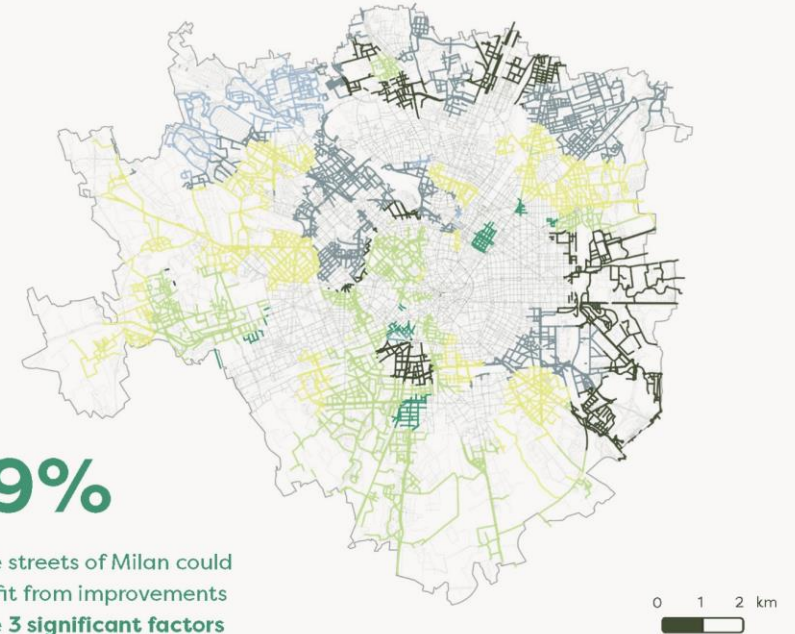 9%
streets of Milan could
from improvements
3 significant factors
0 1 2 km